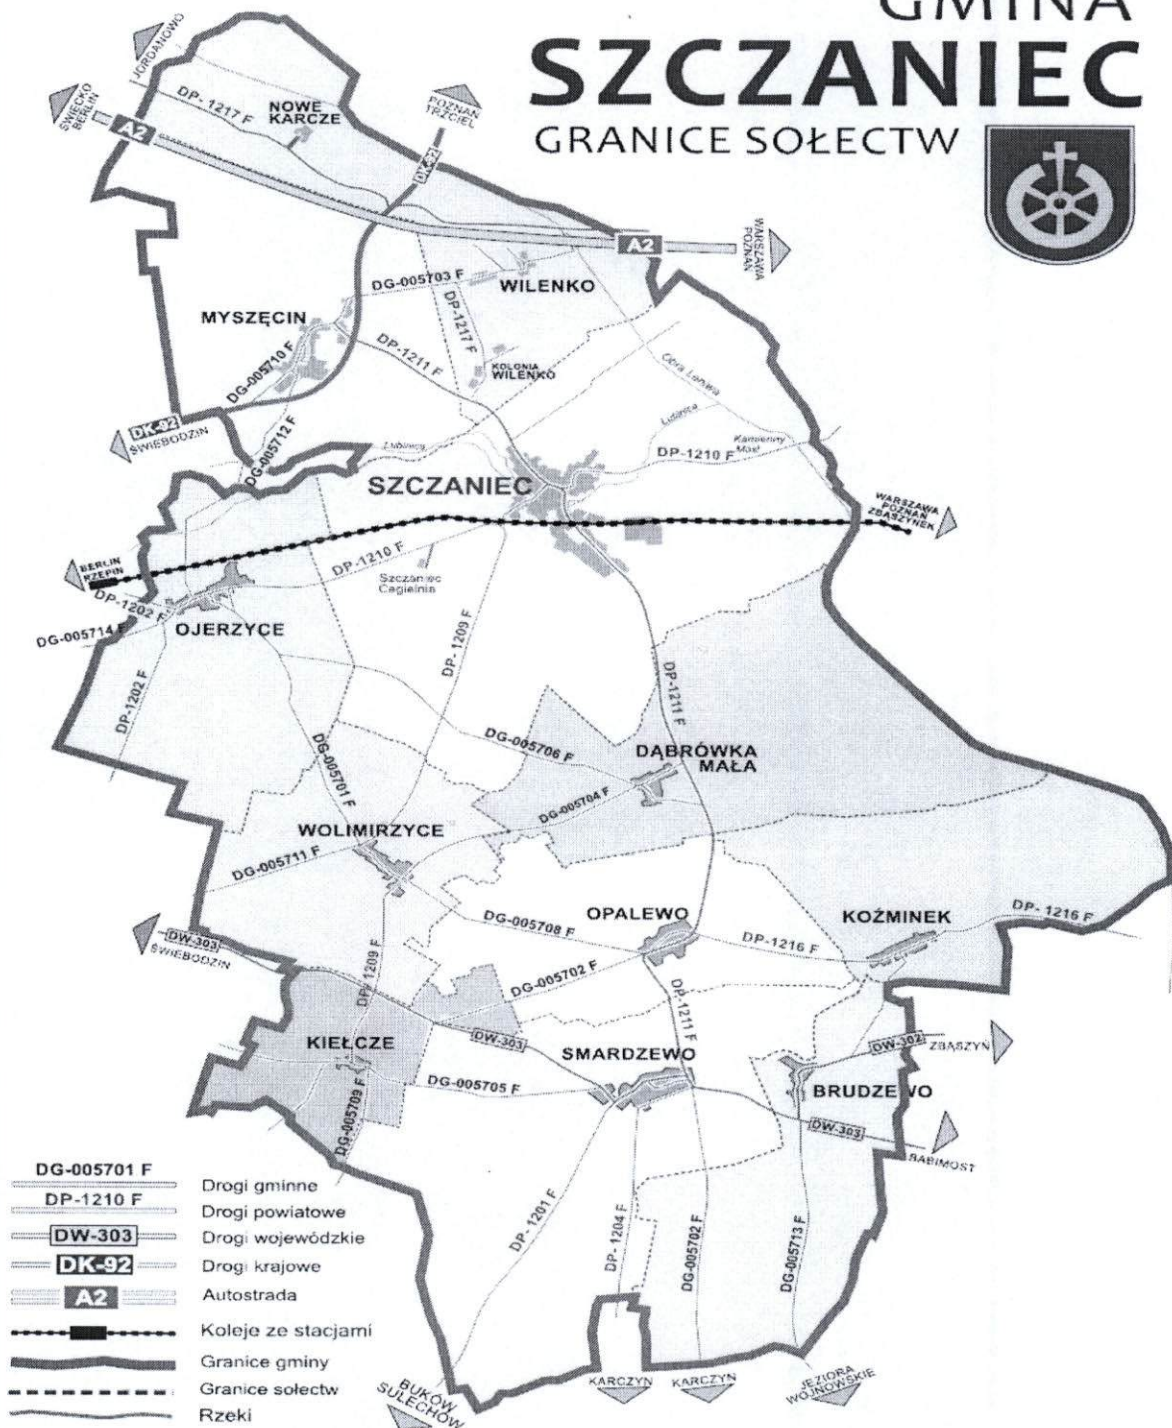 GMINA
SZCZANIEC
GRANICE SOŁECTW
JORDANOWO
ŚWIECKO
BERLIN
A2
DP- 1217 F
NOWE
KARCZE
POZNAŃ
TRZCIEL
DK-92
A2
WARSZAWA
POZNAŃ
DG-005703 F
WILENKO
MYSZĘCIN
DP-1217 F
DP-1211 F
KOLONIA
WILENKO
DG-005710 F
Obra Leniwa
DK-92
ŚWIEBODZIN
DG-005712 F
Lubinica
Lubinica
Kamienny
Most
DP-1210 F
SZCZANIEC
WARSZAWA
POZNAŃ
ZBĄSZYNEK
BERLIN
RZEPIN
DP-1210 F
Szczaniec
Cegielnia
DP-1202 F
DG-005714 F
OJERZYCE
DP- 1209 F
DP-1202 F
DP-1211 F
DG-005706 F
DĄBRÓWKA
MAŁA
DG-005701 F
DG-005704 F
WOLIMIRZYCE
DG-005711 F
DG-005708 F
OPALEWO
KOŹMINEK
DP- 1216 F
DW-303
ŚWIEBODZIN
DP-1216 F
DP- 1209 F
DG-005702 F
DP-1211 F
KIEŁCZE
DW-303
SMARDZEWO
DW-302
ZBĄSZYŃ
DG-005705 F
BRUDZEWO
DG-005709 F
DW-303
BABIMOST
DP- 1201 F
DP- 1204 F
DG-005702 F
DG-005713 F
BUKÓW
SULECHÓW
KARCZYN
KARCZYN
JEZIORA
WOJNOWSKIE
DG-005701 F
Drogi gminne
DP-1210 F
Drogi powiatowe
DW-303
Drogi wojewódzkie
DK-92
Drogi krajowe
A2
Autostrada
Koleje ze stacjami
Granice gminy
Granice sołectw
Rzeki